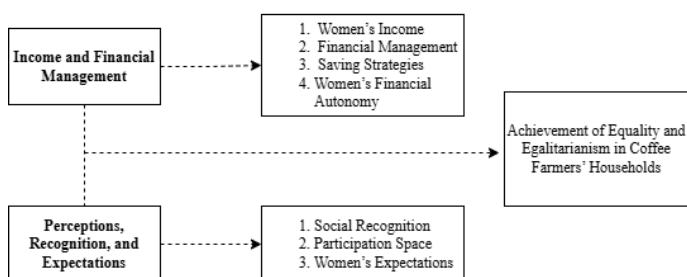 Income and Financial
Management
1. Women's Income
2. Financial Management
3. Saving Strategies
4. Women's Financial
Autonomy
Achievement of Equality and
Egalitarianism in Coffee
Farmers' Households
Perceptions,
Recognition, and
Expectations
1. Social Recognition
2. Participation Space
3. Women's Expectations